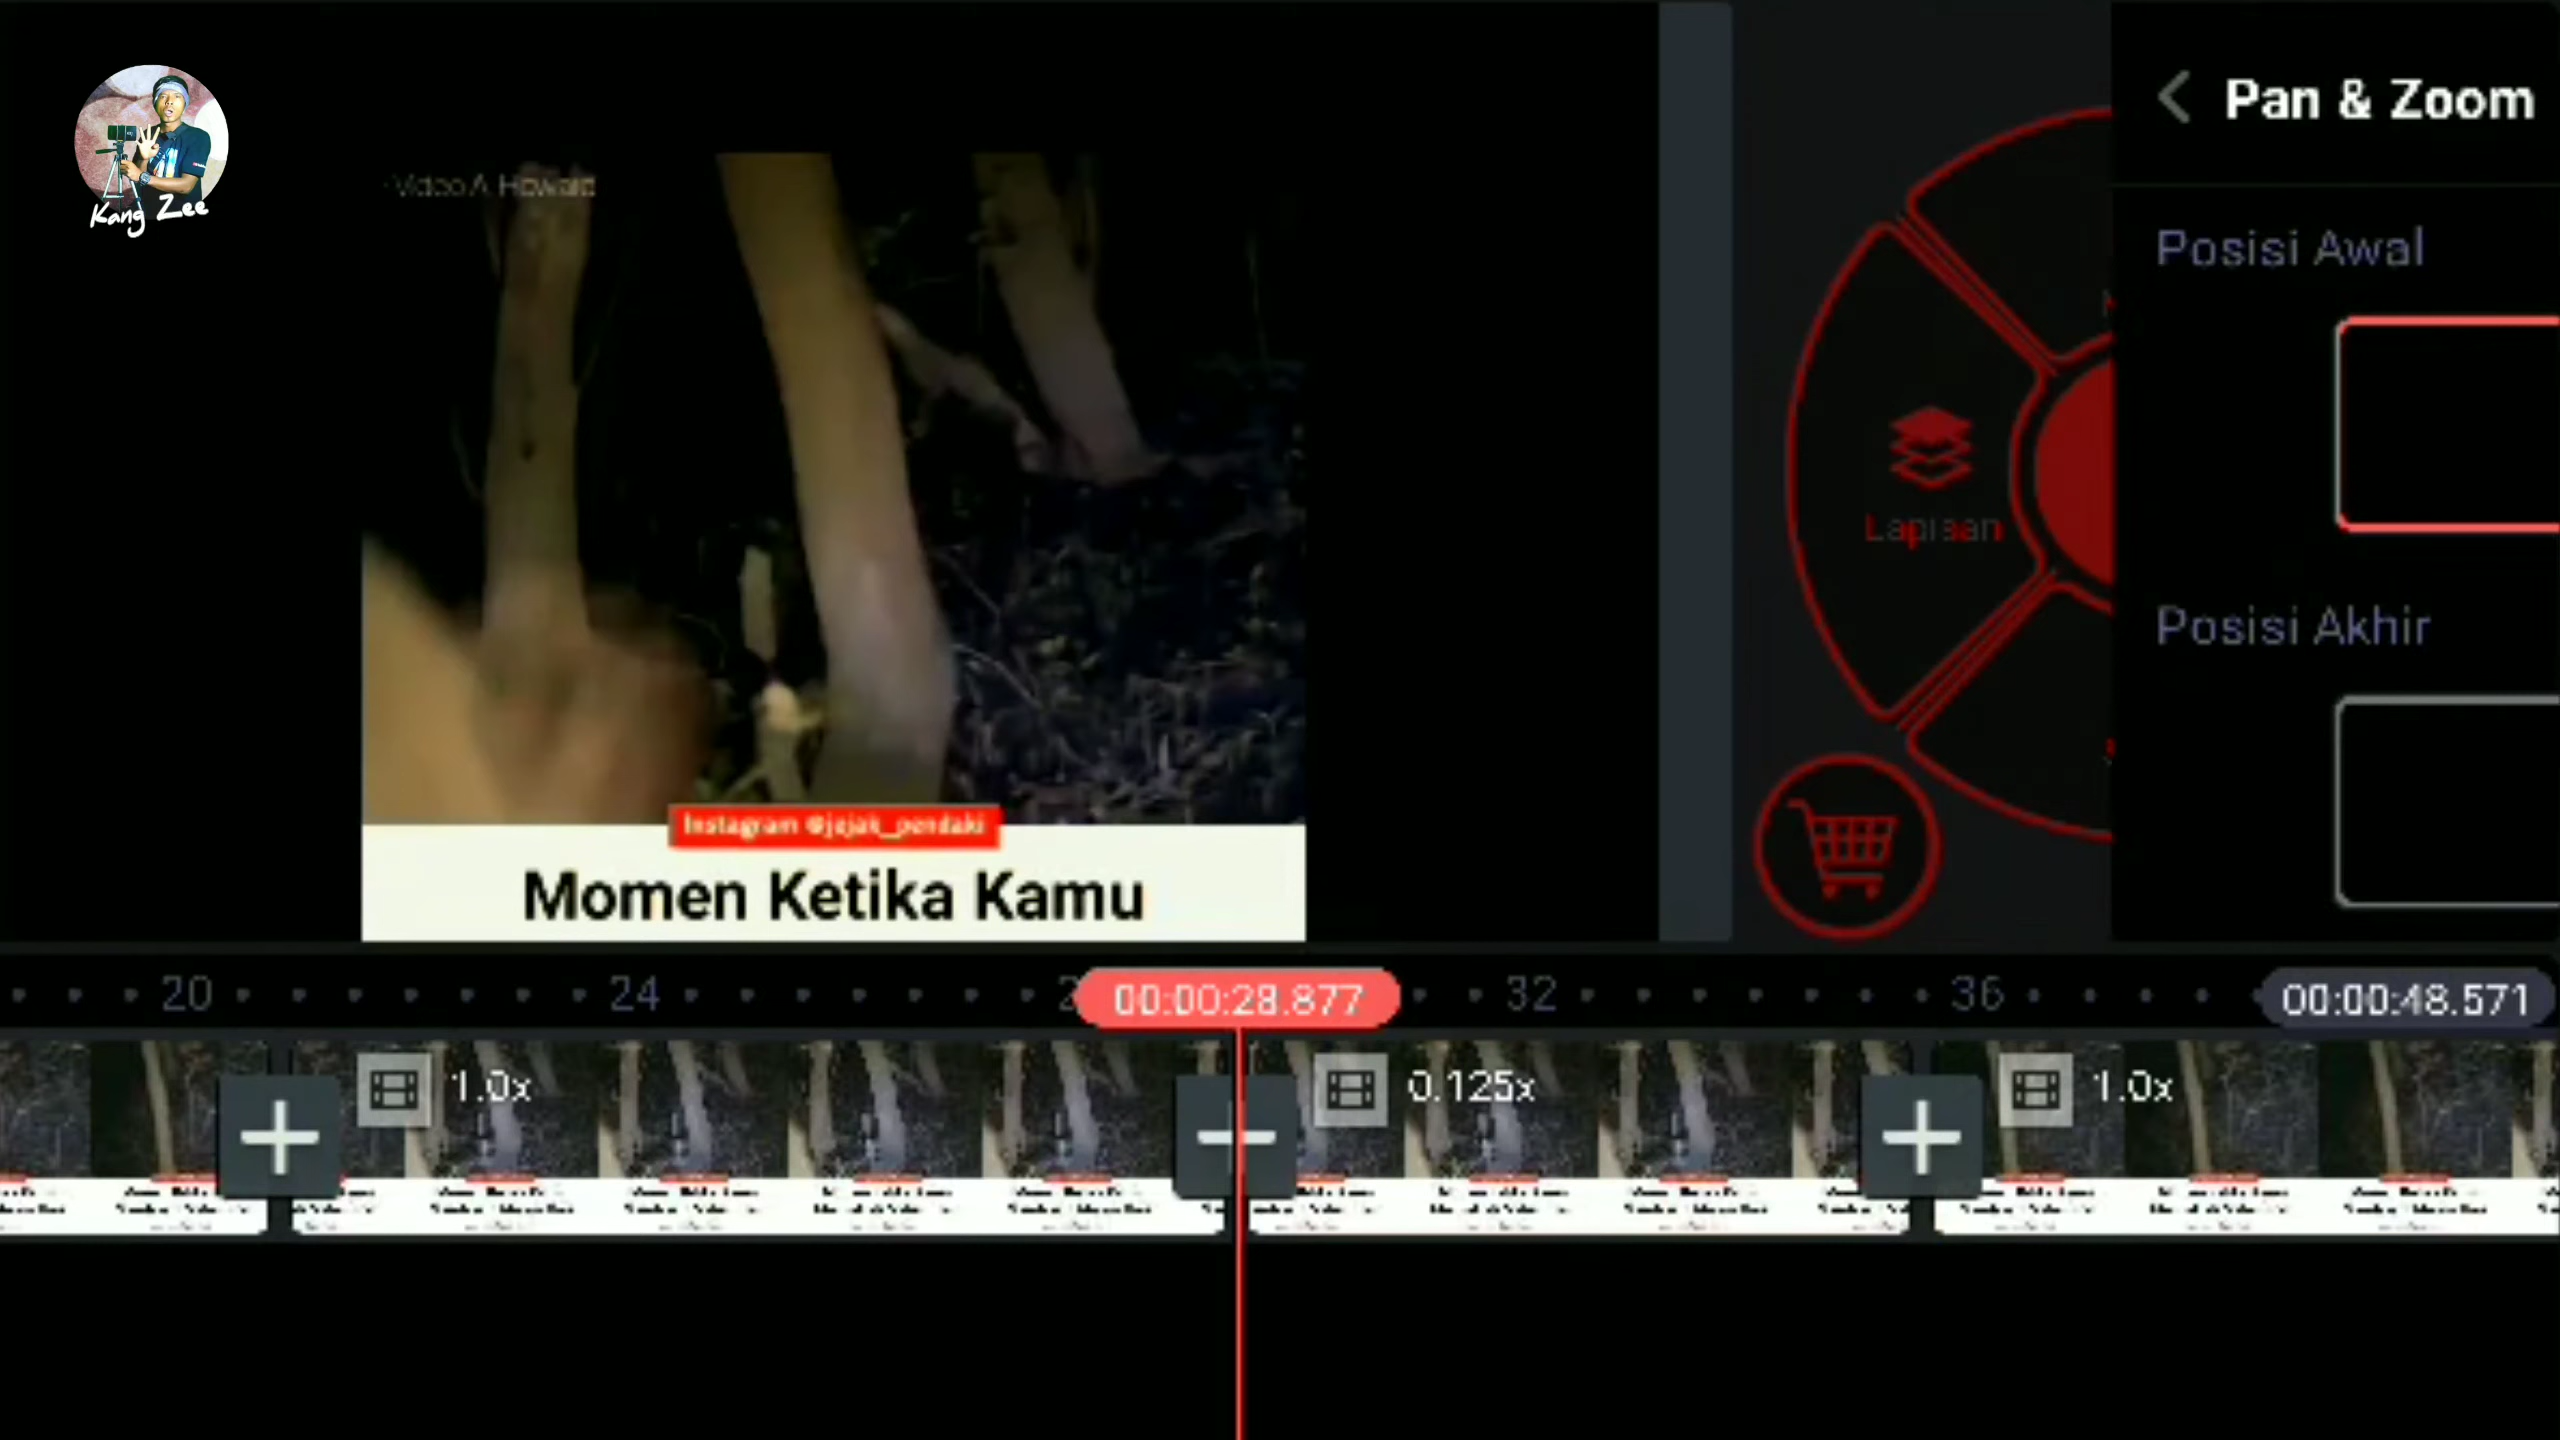 Kang Zee
Video A. Howard
Instagram @jejak_pendaki
Momen Ketika Kamu
Lapisan
Pan & Zoom
Posisi Awal
Posisi Akhir
20
24
00:00:28.877
32
36
00:00:48.571
1.0x
0.125x
1.0x